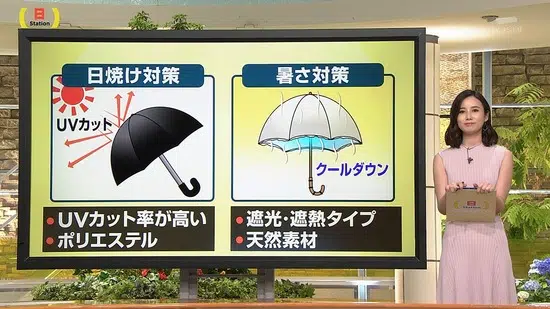 日
Station
日焼け対策
UVカット
UVカット率が高い
ポリエステル
暑さ対策
クールダウン
遮光・遮熱タイプ
天然素材